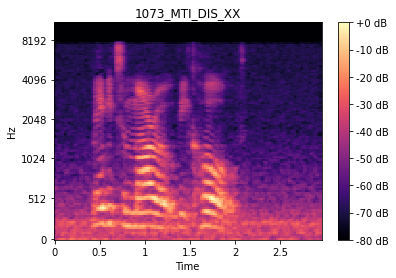 1073_MTI_DIS_XX
+0 dB
8192
-10 dB
4096
-20 dB
-30 dB
2048
-40 dB
Hz
1024
-50 dB
-60 dB
512
-70 dB
0
-80 dB
0 0.5 1 1.5 2 2.5
Time